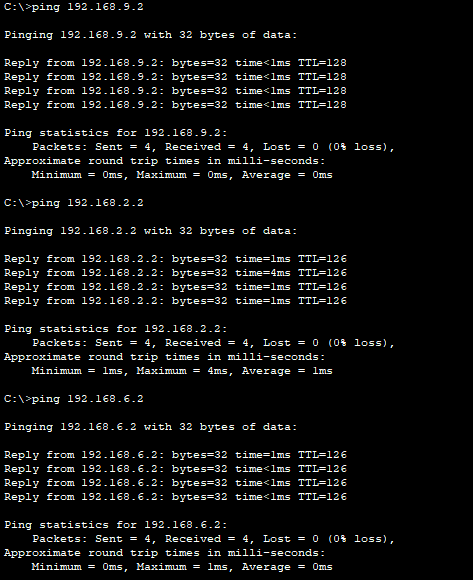 C:\>ping 192.168.9.2
Pinging 192.168.9.2 with 32 bytes of data:
Reply from 192.168.9.2: bytes=32 time<1ms TTL=128
Reply from 192.168.9.2: bytes=32 time<1ms TTL=128
Reply from 192.168.9.2: bytes=32 time<1ms TTL=128
Reply from 192.168.9.2: bytes=32 time<1ms TTL=128
Ping statistics for 192.168.9.2:
    Packets: Sent = 4, Received = 4, Lost = 0 (0% loss),
Approximate round trip times in milli-seconds:
    Minimum = 0ms, Maximum = 0ms, Average = 0ms
C:\>ping 192.168.2.2
Pinging 192.168.2.2 with 32 bytes of data:
Reply from 192.168.2.2: bytes=32 time=1ms TTL=126
Reply from 192.168.2.2: bytes=32 time=4ms TTL=126
Reply from 192.168.2.2: bytes=32 time=1ms TTL=126
Reply from 192.168.2.2: bytes=32 time=1ms TTL=126
Ping statistics for 192.168.2.2:
    Packets: Sent = 4, Received = 4, Lost = 0 (0% loss),
Approximate round trip times in milli-seconds:
    Minimum = 1ms, Maximum = 4ms, Average = 1ms
C:\>ping 192.168.6.2
Pinging 192.168.6.2 with 32 bytes of data:
Reply from 192.168.6.2: bytes=32 time=1ms TTL=126
Reply from 192.168.6.2: bytes=32 time<1ms TTL=126
Reply from 192.168.6.2: bytes=32 time<1ms TTL=126
Reply from 192.168.6.2: bytes=32 time<1ms TTL=126
Ping statistics for 192.168.6.2:
    Packets: Sent = 4, Received = 4, Lost = 0 (0% loss),
Approximate round trip times in milli-seconds:
    Minimum = 0ms, Maximum = 1ms, Average = 0ms